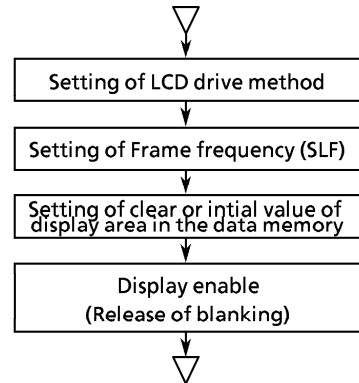 Setting of LCD drive method
Setting of Frame frequency (SLF)
Setting of clear or intial value of
display area in the data memory
Display enable
(Release of blanking)